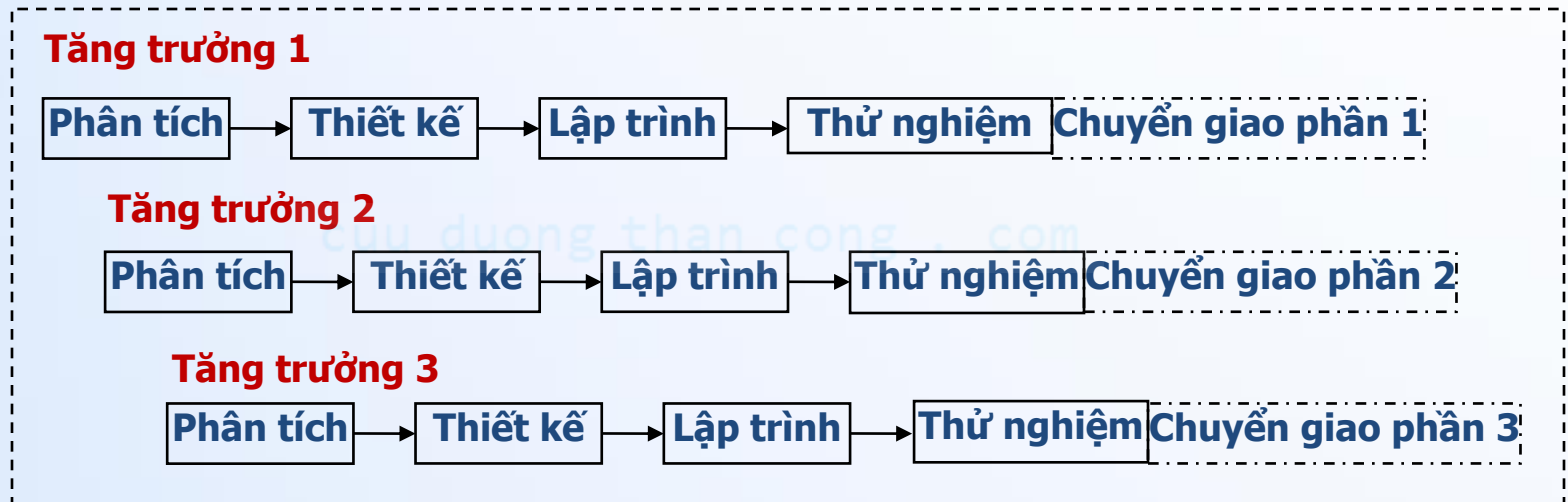 Tăng trưởng 1
Phân tích Thiết kế Lập trình Thử nghiệm Chuyển giao phần 1
Tăng trưởng 2
cuu duong than cong . com
Phân tích Thiết kế Lập trình Thử nghiệm Chuyển giao phần 2
Tăng trưởng 3
Phân tích Thiết kế Lập trình Thử nghiệm Chuyển giao phần 3